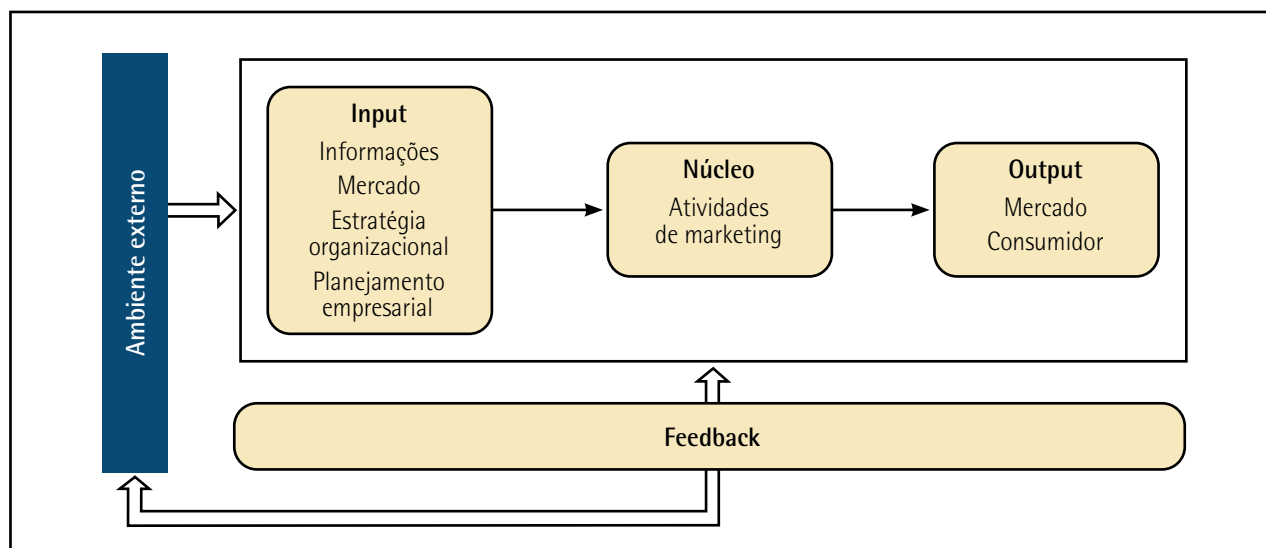 Ambiente externo
Input
Informações
Mercado
Estratégia
organizacional
Planejamento
empresarial
Núcleo
Atividades
de marketing
Output
Mercado
Consumidor
Feedback